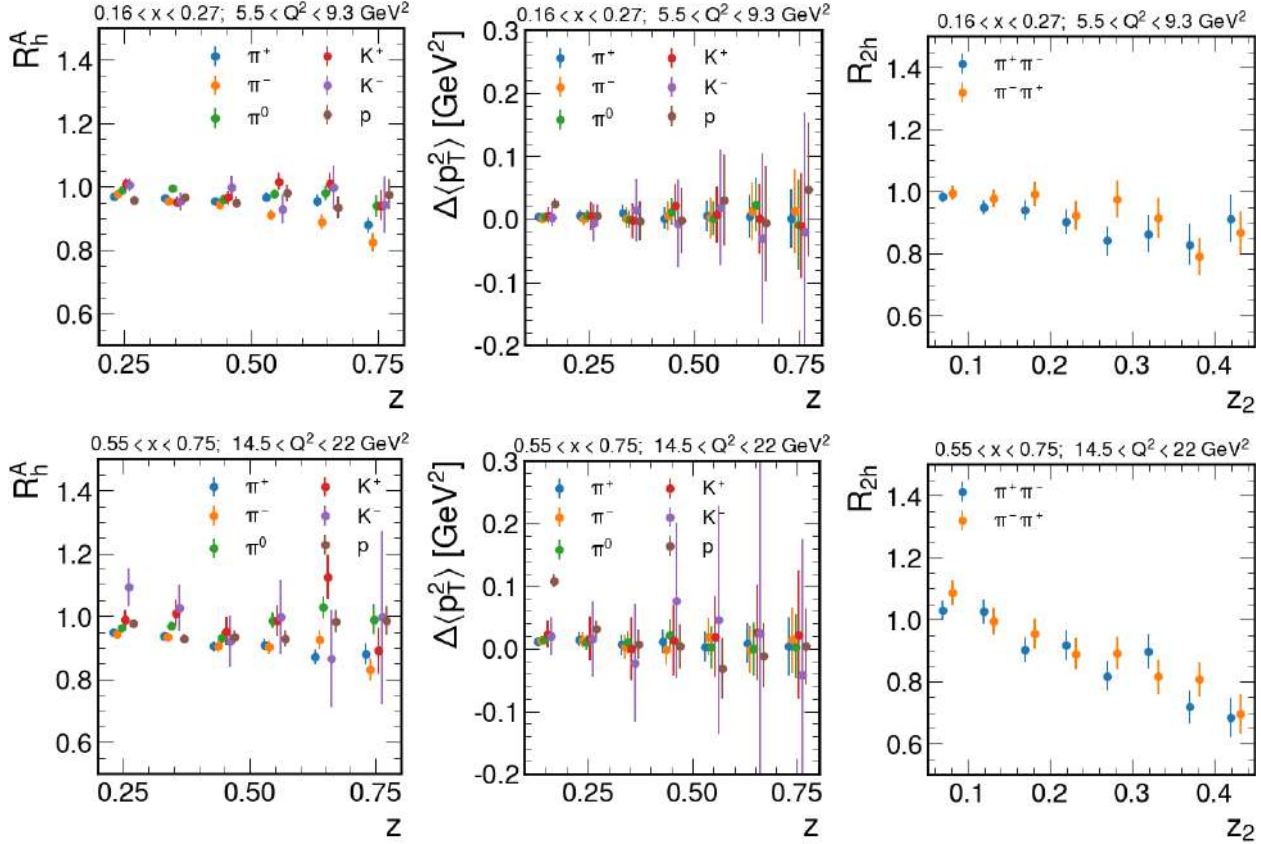 0.16 < x < 0.27; 5.5 < Q² < 9.3 GeV²
R_h^A
1.4
1.2
1.0
0.8
0.6
π⁺
π⁻
π⁰
K⁺
K⁻
p
0.25
0.50
0.75
z
0.16 < x < 0.27; 5.5 < Q² < 9.3 GeV²
Δ⟨p_T²⟩ [GeV²]
0.3
0.2
0.1
0.0
-0.1
-0.2
π⁺
π⁻
π⁰
K⁺
K⁻
p
0.25
0.50
0.75
z
0.16 < x < 0.27; 5.5 < Q² < 9.3 GeV²
R_2h
1.4
1.2
1.0
0.8
0.6
π⁺ π⁻
π⁻ π⁺
0.1
0.2
0.3
0.4
z₂
0.55 < x < 0.75; 14.5 < Q² < 22 GeV²
R_h^A
1.4
1.2
1.0
0.8
0.6
π⁺
π⁻
π⁰
K⁺
K⁻
p
0.25
0.50
0.75
z
0.55 < x < 0.75; 14.5 < Q² < 22 GeV²
Δ⟨p_T²⟩ [GeV²]
0.3
0.2
0.1
0.0
-0.1
-0.2
π⁺
π⁻
π⁰
K⁺
K⁻
p
0.25
0.50
0.75
z
0.55 < x < 0.75; 14.5 < Q² < 22 GeV²
R_2h
1.4
1.2
1.0
0.8
0.6
π⁺ π⁻
π⁻ π⁺
0.1
0.2
0.3
0.4
z₂